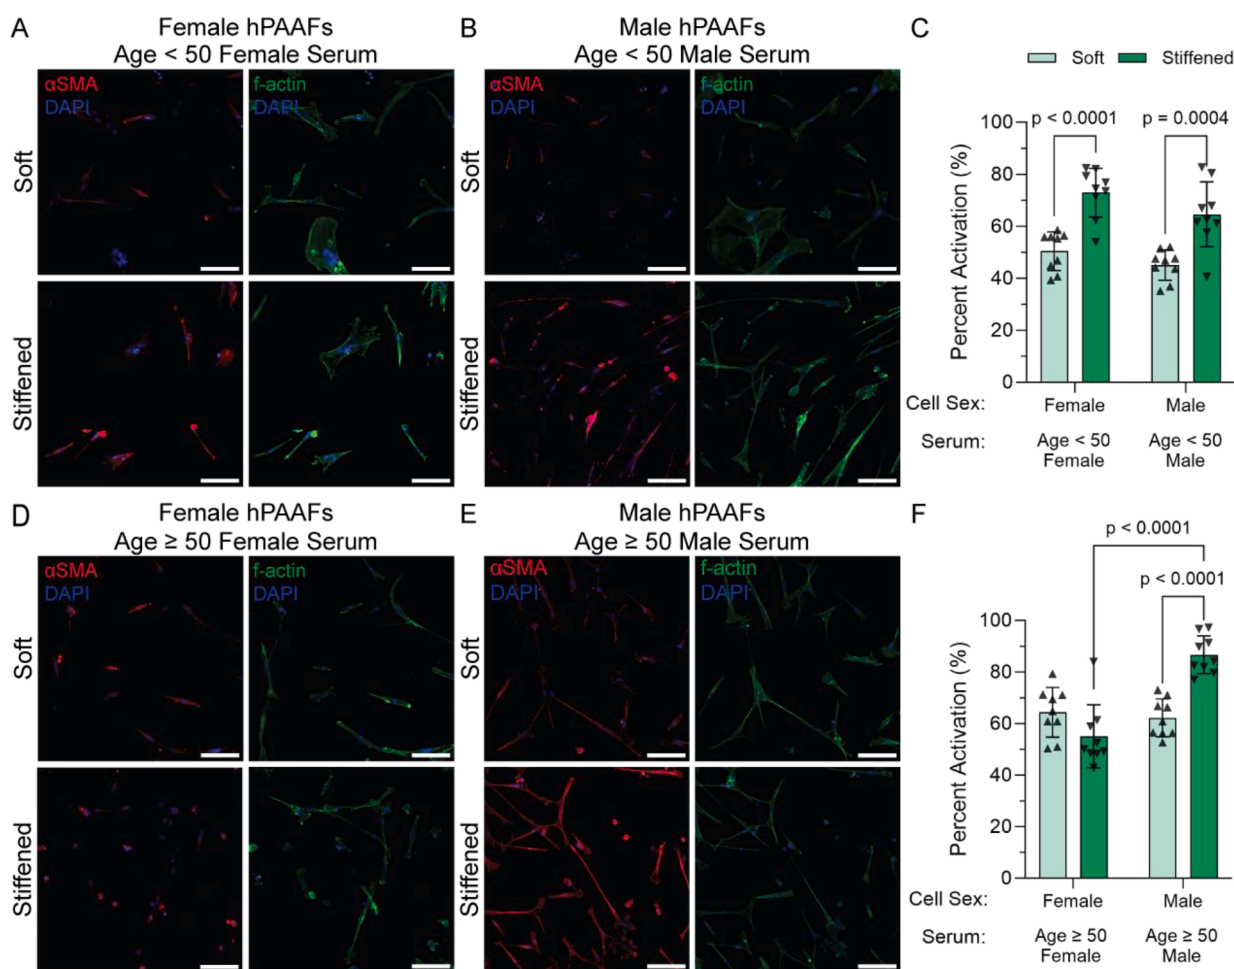 A
Female hPAAFs
Age < 50 Female Serum
αSMA
DAPI
f-actin
DAPI
Soft
Stiffened
B
Male hPAAFs
Age < 50 Male Serum
αSMA
DAPI
f-actin
DAPI
Soft
Stiffened
C
Soft
Stiffened
p < 0.0001
p = 0.0004
Percent Activation (%)
100
80
60
40
20
0
Cell Sex:
Female
Male
Serum:
Age < 50
Female
Age < 50
Male
D
Female hPAAFs
Age ≥ 50 Female Serum
αSMA
DAPI
f-actin
DAPI
Soft
Stiffened
E
Male hPAAFs
Age ≥ 50 Male Serum
αSMA
DAPI
f-actin
DAPI
Soft
Stiffened
F
p < 0.0001
p < 0.0001
Percent Activation (%)
100
80
60
40
20
0
Cell Sex:
Female
Male
Serum:
Age ≥ 50
Female
Age ≥ 50
Male